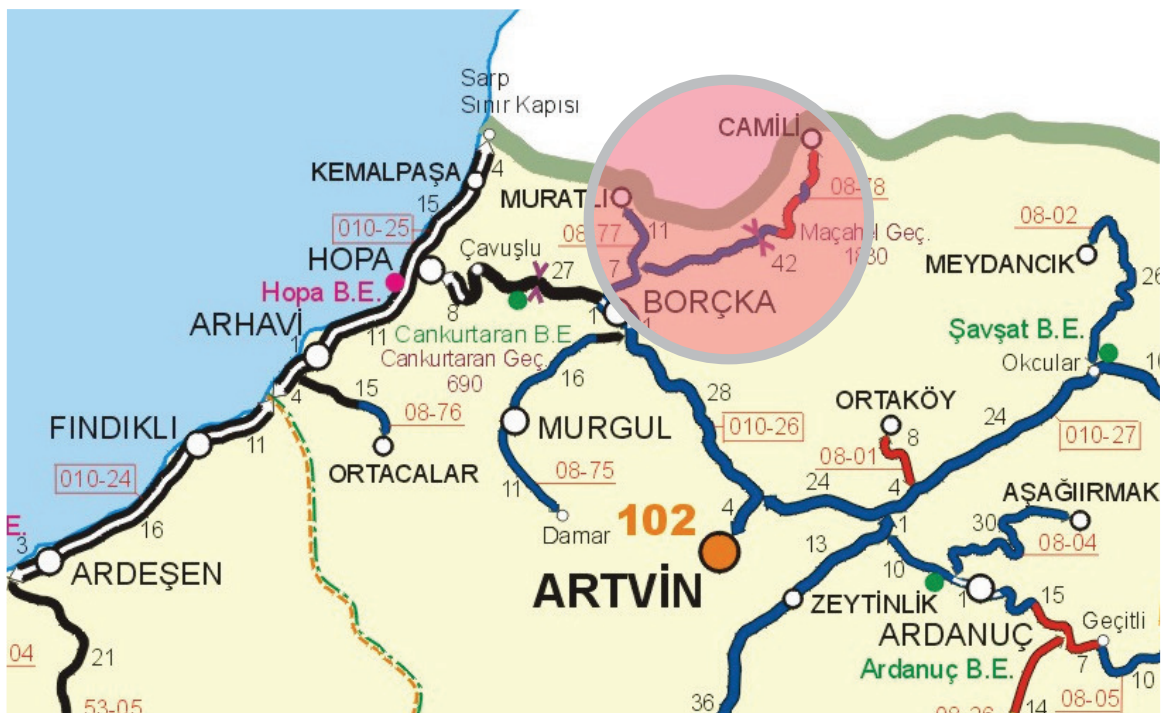 Sarp
Sınır Kapısı
CAMİLİ
KEMALPAŞA
4
MURATLI
08-78
15
010-25
08-77
11
Maçahel Geç.
1830
08-02
HOPA
Çavuşlu
27
7
42
MEYDANCIK
26
Hopa B.E.
8
1
BORÇKA
1
ARHAVİ
1
11
Cankurtaran B.E
Cankurtaran Geç.
690
Şavşat B.E.
Okcular
4
15
16
28
ORTAKÖY
24
FINDIKLI
11
08-76
MURGUL
010-26
8
010-27
010-24
ORTACALAR
08-75
08-01
4
11
24
AŞAĞIIRMAK
16
Damar
102
4
1
30
E.
3
13
08-04
ARDEŞEN
10
ARTVİN
ZEYTİNLİK
1
15
ARDANUÇ
Geçitli
04
21
Ardanuç B.E.
7
10
53-05
36
14
08-05